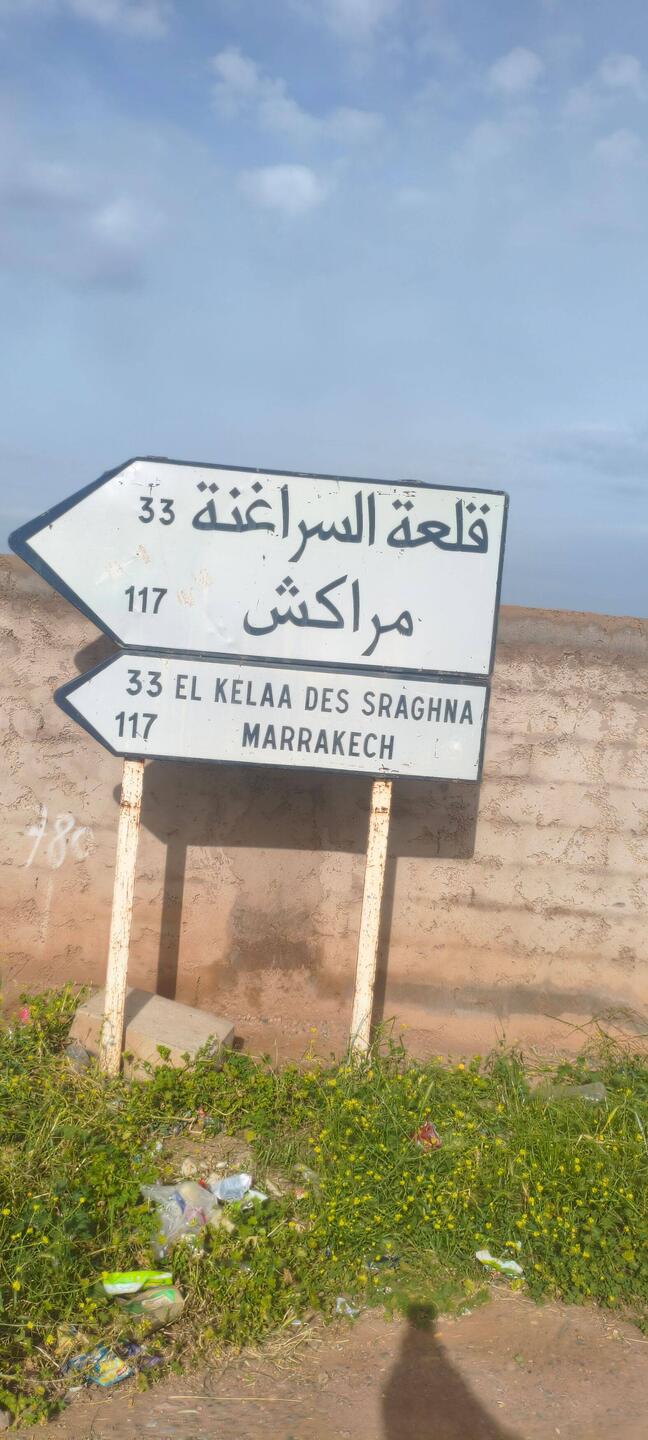 قلعة السراغنة 33
مراكش 117
33 EL KELAA DES SRAGHNA
117 MARRAKECH